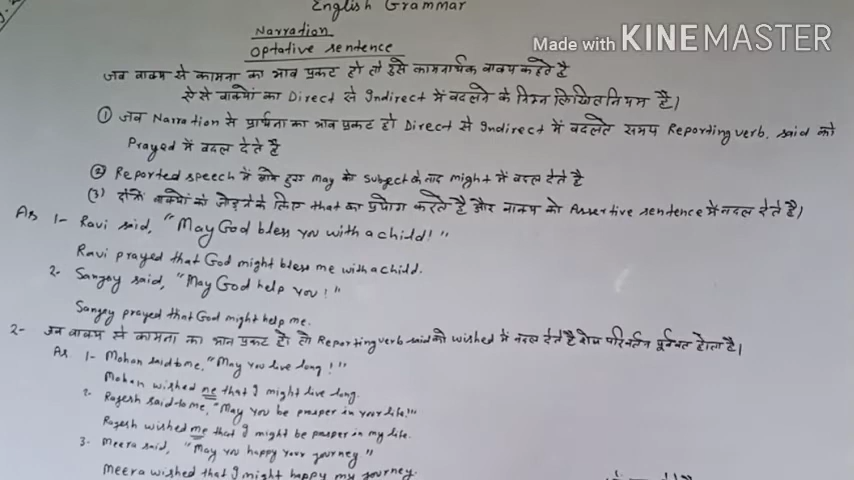 English Grammar
Narration
Optative sentence
Made with KINEMASTER
जब वाक्य से कामना का भाव प्रकट हो तो उसे कामनार्थक वाक्य कहते है
ऐसे वाक्यों का Direct से Indirect में बदलने के निम्न लिखित नियम है।
① जब Narration से प्रार्थना का भाव प्रकट हो Direct से Indirect में बदलते समय Reporting verb. said को
Prayed में बदल देते है
② Reported speech में आये हुए may को subject के बाद might में बदल देते है
(3) दोनों वाक्यों को जोड़ने के लिए that का प्रयोग करते है और वाक्य को Assertive sentence में बदल देते है।
As 1- Ravi said, "May God bless you with a child!"
Ravi prayed that God might bless me with a child.
2- Sanjay said, "May God help you!"
Sanjay prayed that God might help me.
2- जब वाक्य से कामना का भाव प्रकट हो तो Reporting verb said को wished में बदल देते है शेष परिवर्तन पूर्ववत होता है।
As 1- Mohan said to me, "May you live long!"
Mohan wished me that I might live long.
2. Rajesh said to me, "May you be prosper in your life!"
Rajesh wished me that I might be prosper in my life.
3. Meera said, "May you happy your journey"
Meera wished that I might happy my journey.